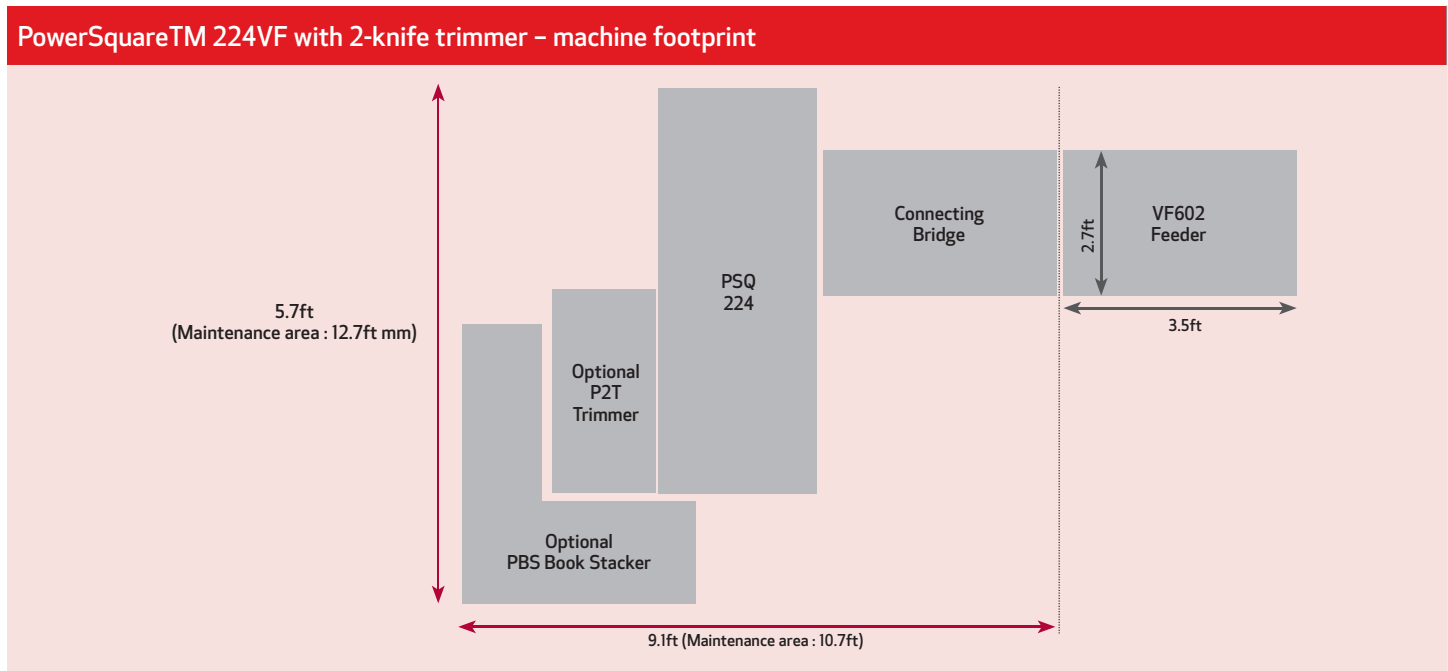 PowerSquareTM 224VF with 2-knife trimmer – machine footprint
Connecting
Bridge
2.7ft
VF602
Feeder
PSQ
224
5.7ft
(Maintenance area : 12.7ft mm)
3.5ft
Optional
P2T
Trimmer
Optional
PBS Book Stacker
9.1ft (Maintenance area : 10.7ft)